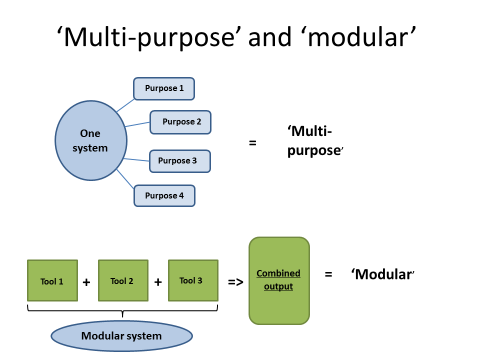 ‘Multi-purpose’ and ‘modular’
Purpose 1
Purpose 2
One
system
Purpose 3
Purpose 4
=
‘Multi-
purpose’
Tool 1 + Tool 2 + Tool 3 => Combined
output
= ‘Modular’
Modular system